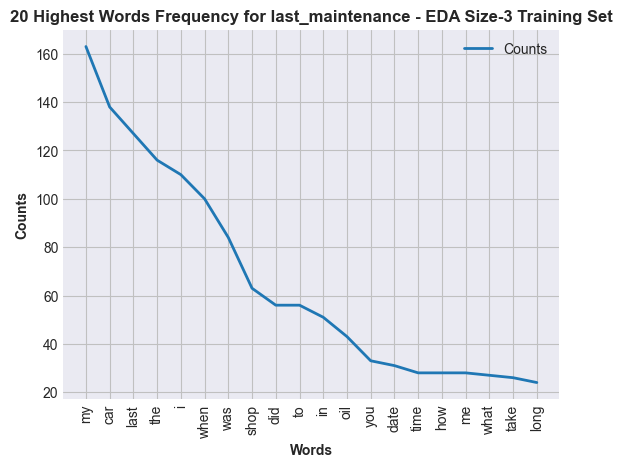 20 Highest Words Frequency for last_maintenance - EDA Size-3 Training Set
Counts
160
140
120
100
80
60
40
20
Counts
my
car
last
the
i
when
was
shop
did
to
in
oil
you
date
time
how
me
what
take
long
Words